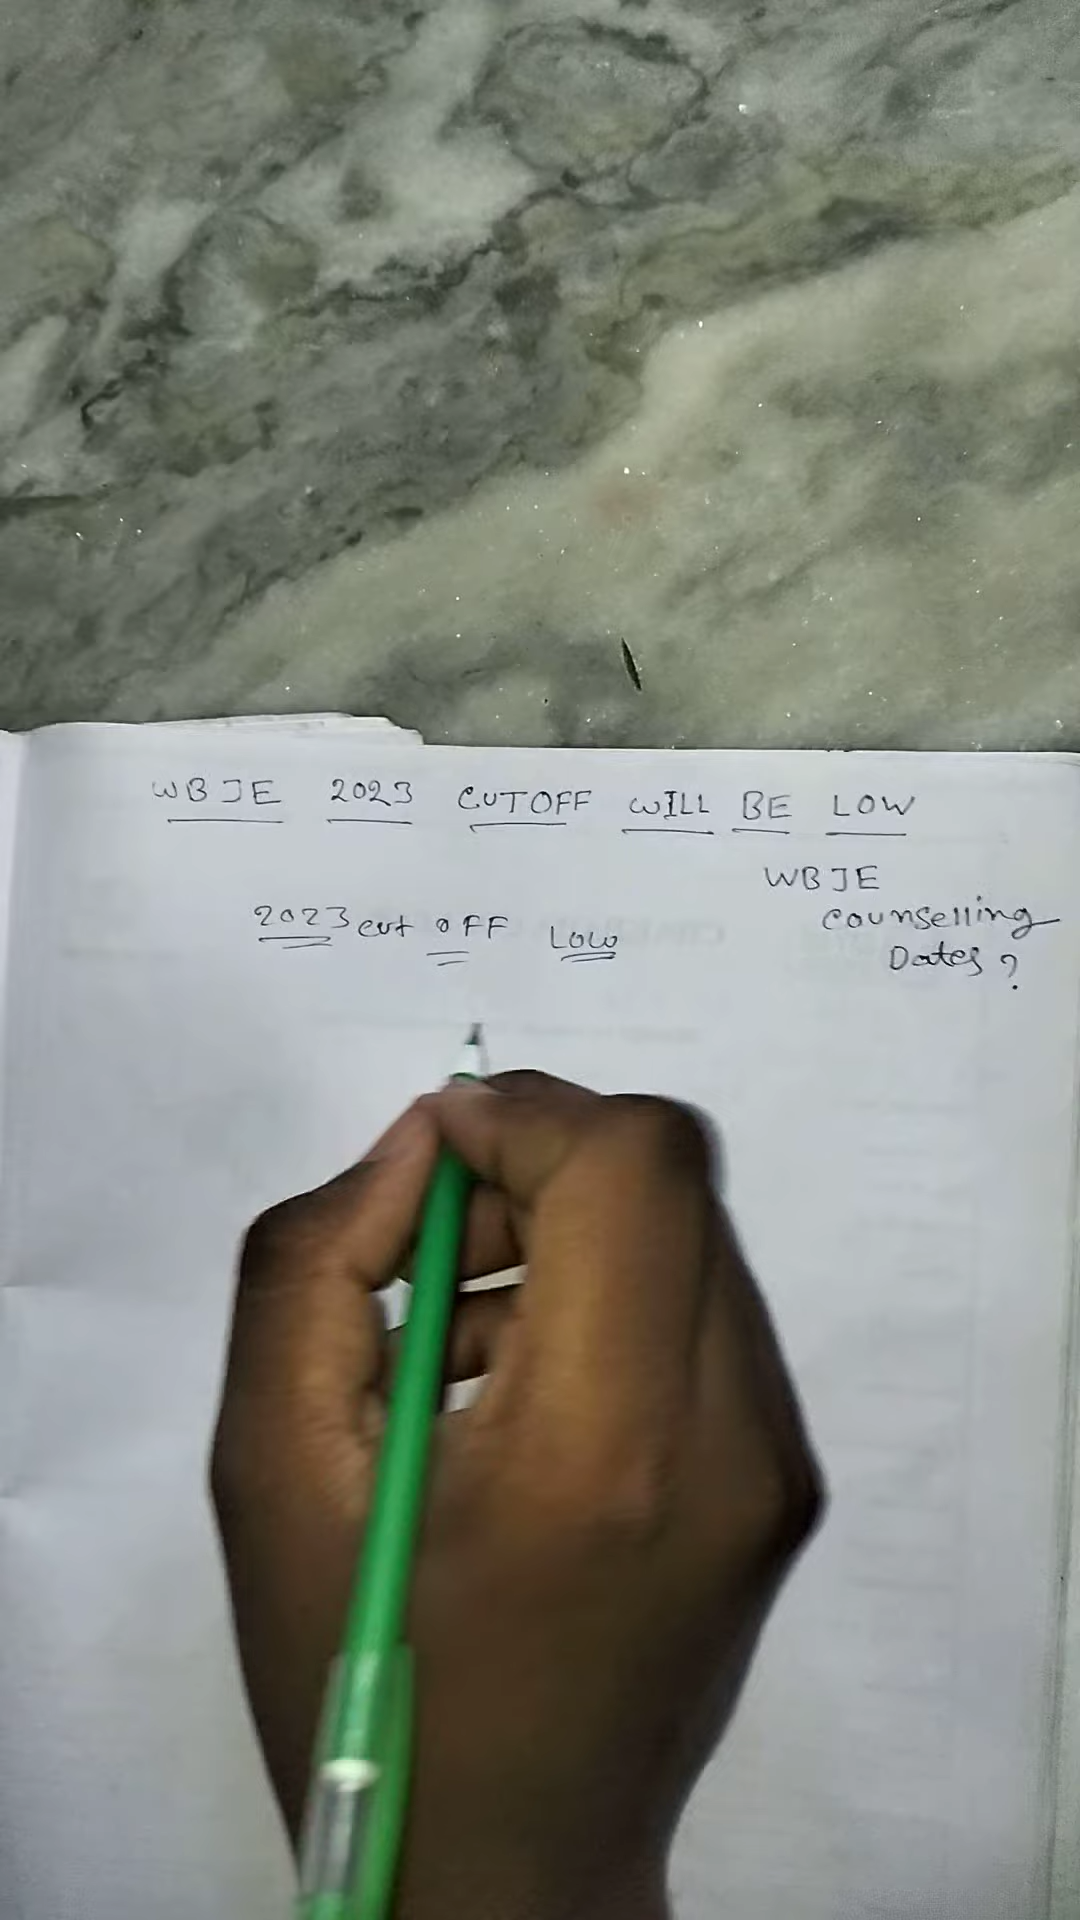 WBJE 2023 CUTOFF WILL BE LOW
2023 cut OFF LOW
WBJE
counselling
Dates?